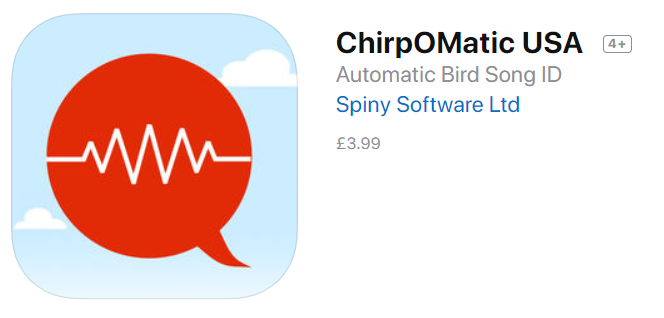 ChirpOMatic USA 4+
Automatic Bird Song ID
Spiny Software Ltd
£3.99